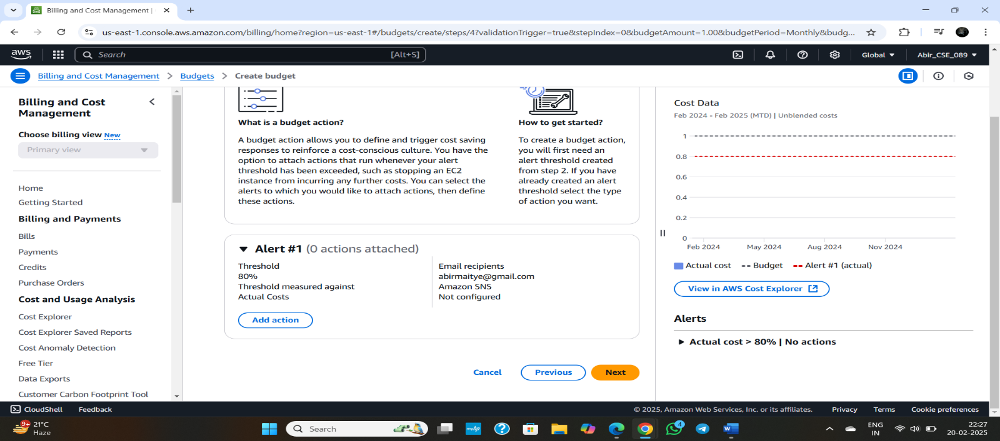 Billing and Cost Management |
us-east-1.console.aws.amazon.com/billing/home?region=us-east-1#/budgets/create/steps/4?validationTrigger=true&stepIndex=0&budgetAmount=1.00&budgetPeriod=Monthly&budg...
aws
Search
[Alt+S]
Global
Abir_CSE_089
Billing and Cost Management > Budgets > Create budget
Billing and Cost
Management
Choose billing view New
Primary view
Home
Getting Started
Billing and Payments
Bills
Payments
Credits
Purchase Orders
Cost and Usage Analysis
Cost Explorer
Cost Explorer Saved Reports
Cost Anomaly Detection
Free Tier
Data Exports
Customer Carbon Footprint Tool
What is a budget action?
A budget action allows you to define and trigger cost saving
responses to reinforce a cost-conscious culture. You have the
option to attach actions that run whenever your alert
threshold has been exceeded, such as stopping an EC2
instance from incurring any further costs. You can select the
alerts to which you would like to attach actions, then define
these actions.
How to get started?
To create a budget action,
you will first need an
alert threshold created
from step 2. If you have
already created an alert
threshold select the type
of action you want.
Alert #1 (0 actions attached)
Threshold
80%
Threshold measured against
Actual Costs
Email recipients
abirmaitye@gmail.com
Amazon SNS
Not configured
Add action
Cancel
Previous
Next
Cost Data
Feb 2024 - Feb 2025 (MTD) | Unblended costs
1
0.8
0.6
0.4
0.2
0
Feb 2024 May 2024 Aug 2024 Nov 2024
Actual cost Budget Alert #1 (actual)
View in AWS Cost Explorer
Alerts
Actual cost > 80% | No actions
CloudShell Feedback
© 2025, Amazon Web Services, Inc. or its affiliates. Privacy Terms Cookie preferences
9+
21°C
Haze
Search
myhp
4
W
ENG
IN
22:27
20-02-2025